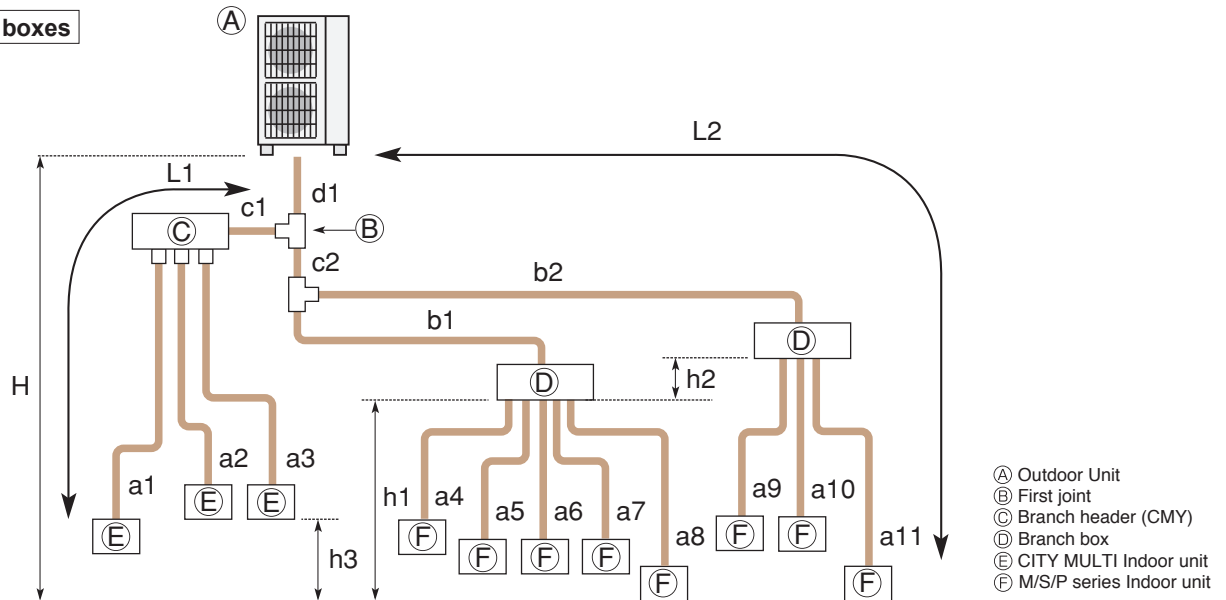 boxes
A
L2
L1
d1
c1
C
B
c2
b2
b1
D
D
h2
H
a1
a2
a3
h1
a4
a5
a6
a7
a8
a9
a10
a11
E
E
E
h3
F
F
F
F
F
F
F
F
A Outdoor Unit
B First joint
C Branch header (CMY)
D Branch box
E CITY MULTI Indoor unit
F M/S/P series Indoor unit